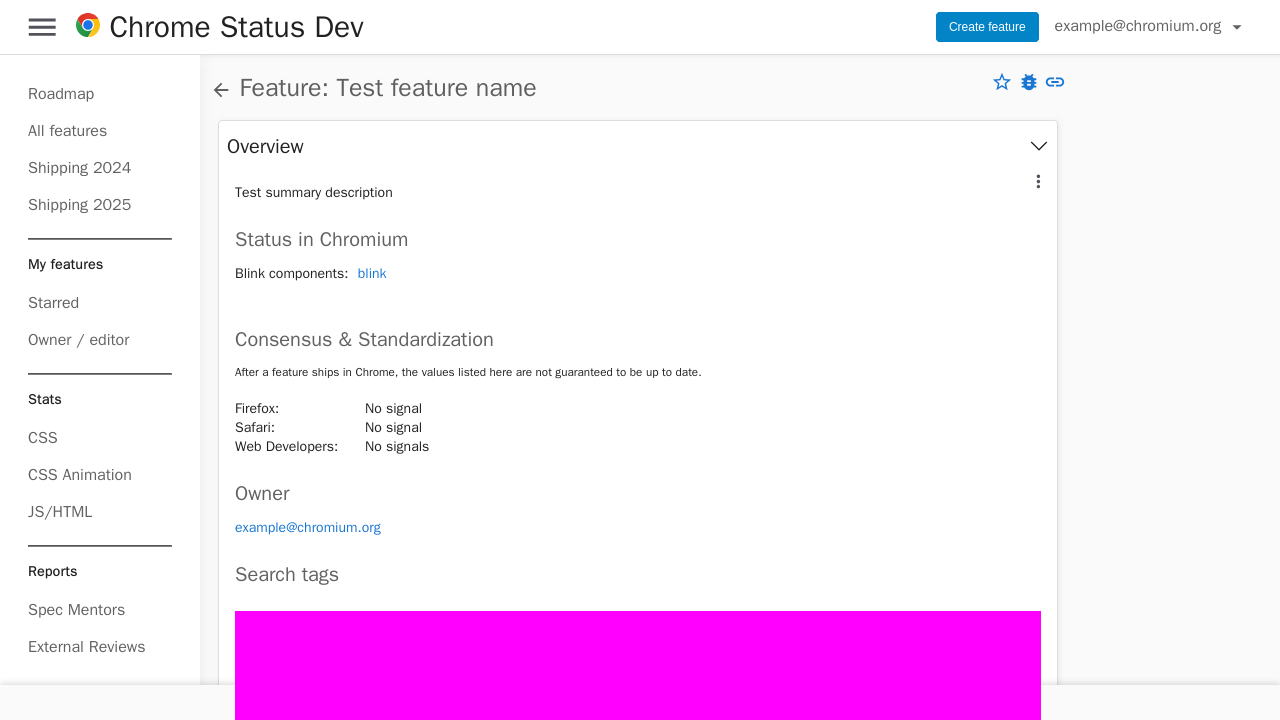 Chrome Status Dev
Create feature
example@chromium.org
Roadmap
All features
Shipping 2024
Shipping 2025
My features
Starred
Owner / editor
Stats
CSS
CSS Animation
JS/HTML
Reports
Spec Mentors
External Reviews
Feature: Test feature name
Overview
Test summary description
Status in Chromium
Blink components: blink
Consensus & Standardization
After a feature ships in Chrome, the values listed here are not guaranteed to be up to date.
Firefox: No signal
Safari: No signal
Web Developers: No signals
Owner
example@chromium.org
Search tags